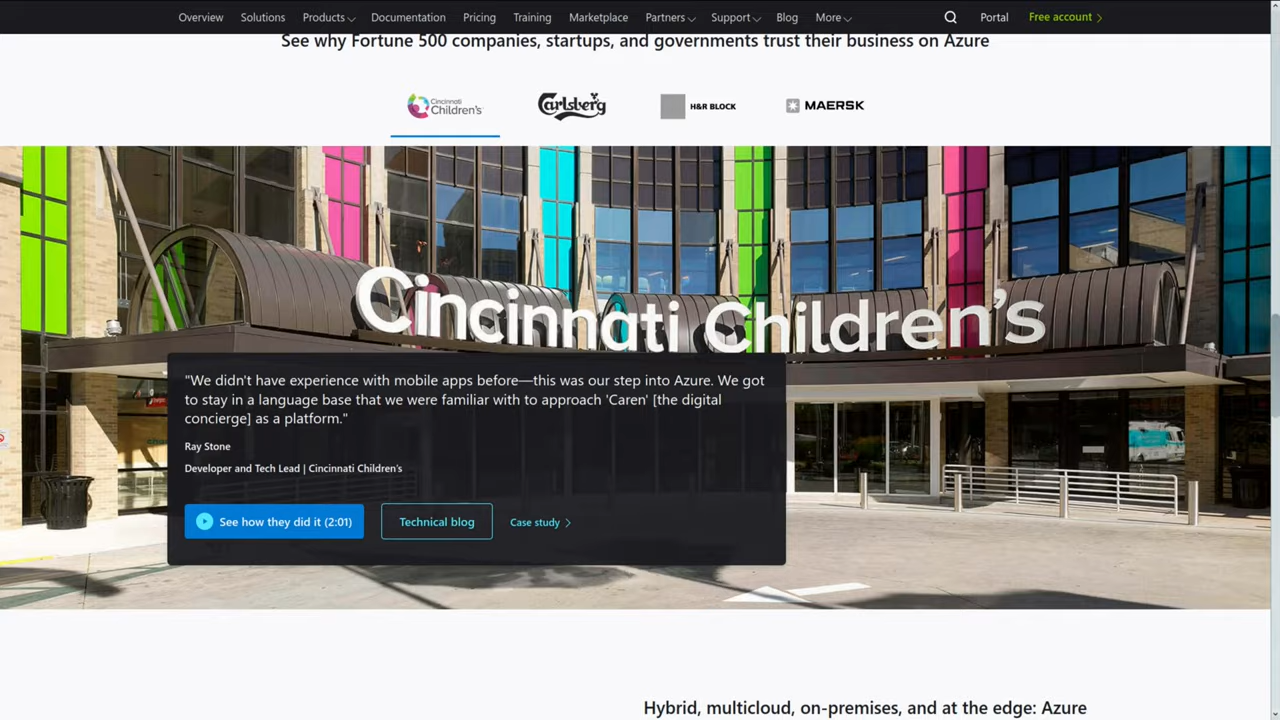 Overview Solutions Products Documentation Pricing Training Marketplace Partners Support Blog More Portal Free account
See why Fortune 500 companies, startups, and governments trust their business on Azure
Cincinnati Children's Carlsberg H&R BLOCK MAERSK
Cincinnati Children's
"We didn't have experience with mobile apps before—this was our step into Azure. We got
to stay in a language base that we were familiar with to approach 'Caren' [the digital
concierge] as a platform."
Ray Stone
Developer and Tech Lead | Cincinnati Children's
See how they did it (2:01) Technical blog Case study
Hybrid, multicloud, on-premises, and at the edge: Azure